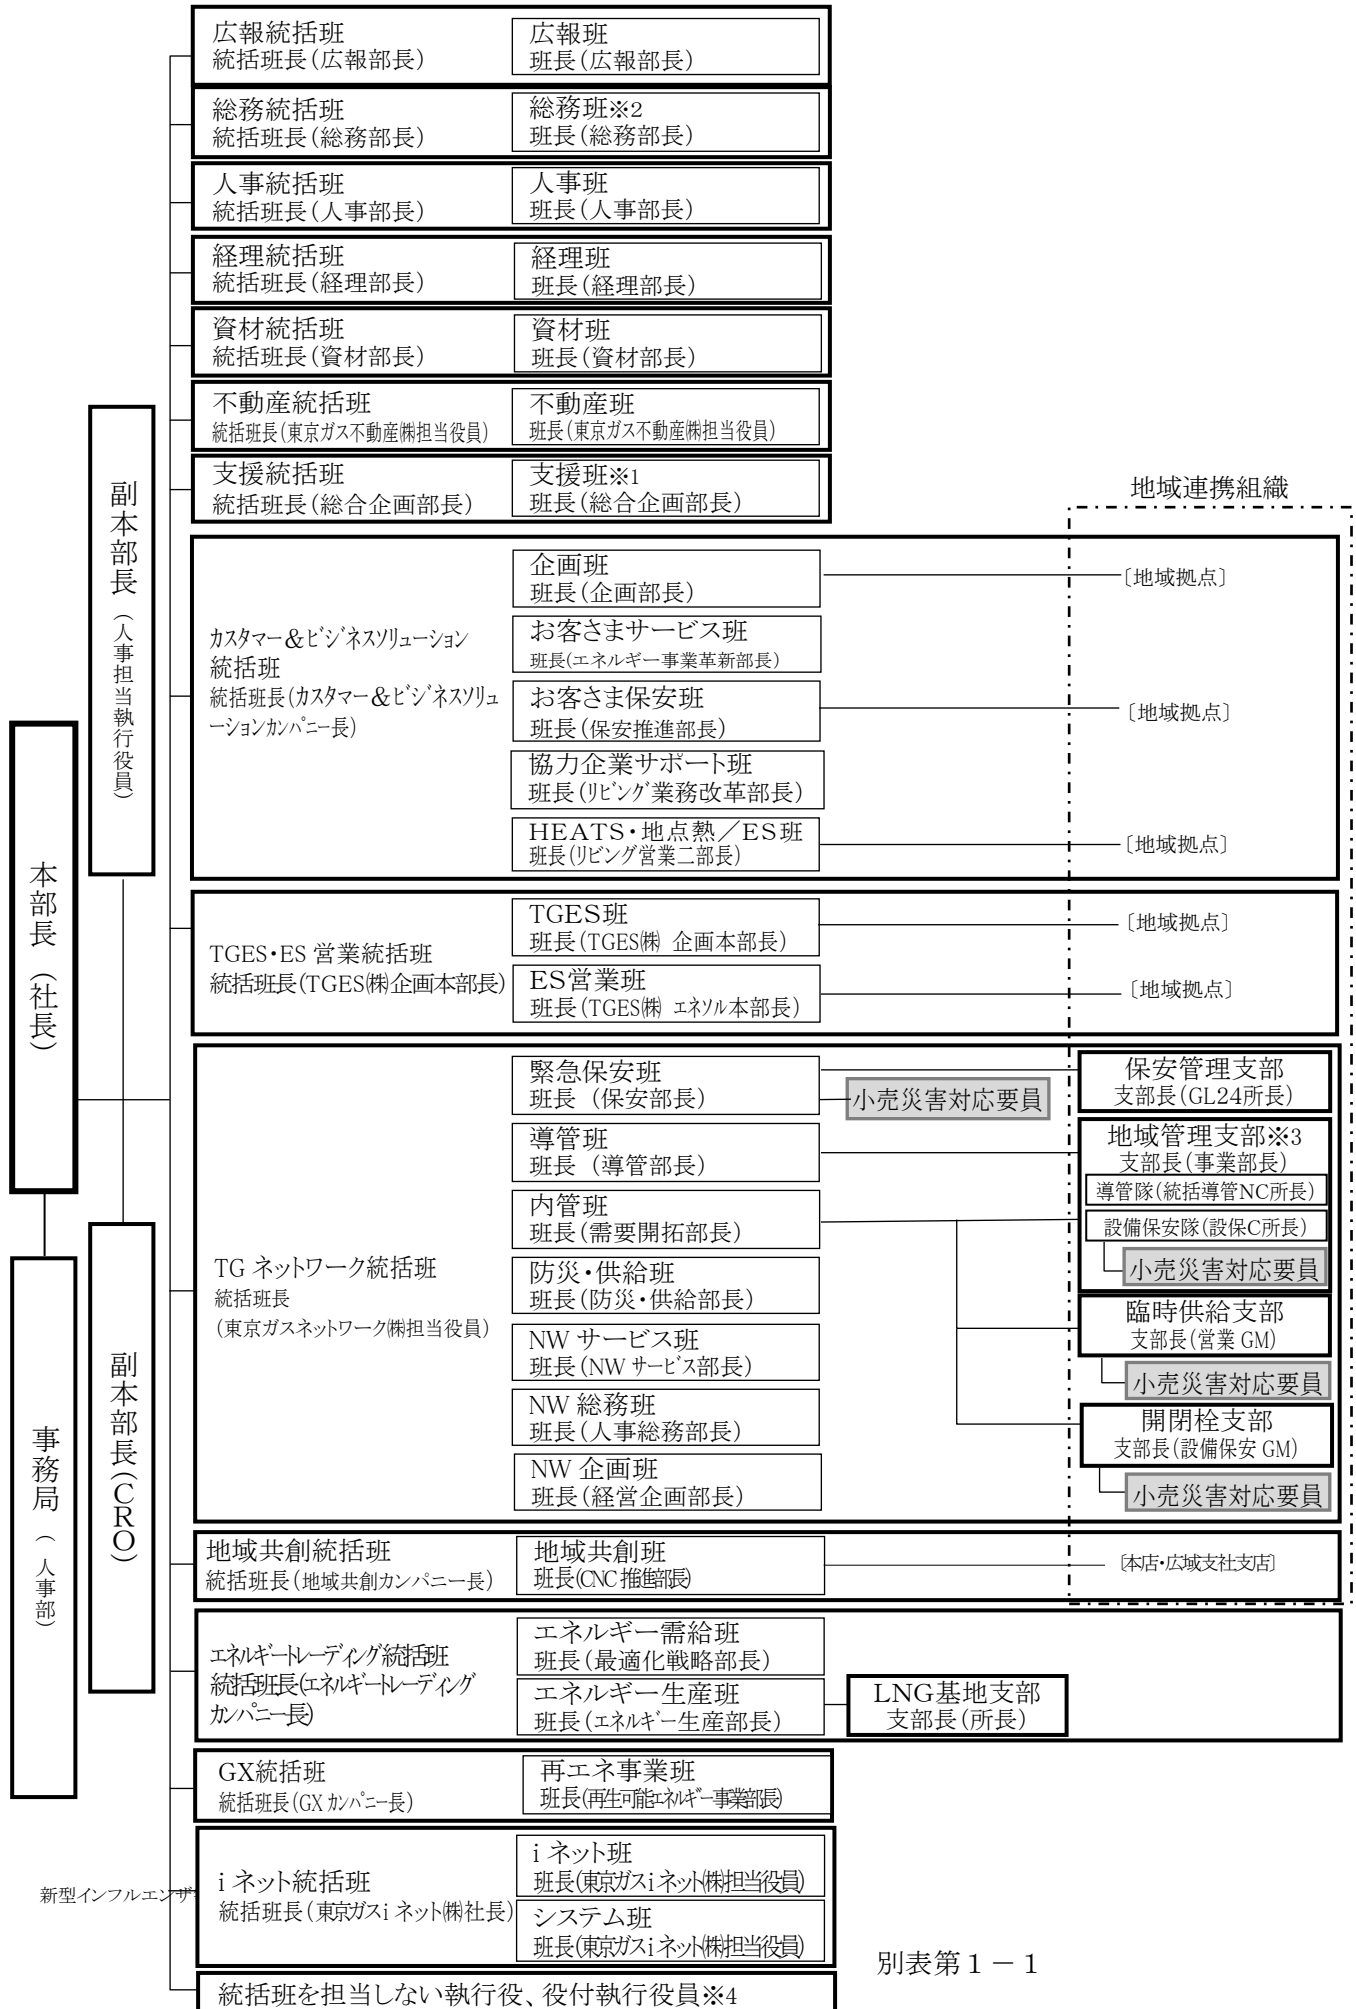 広報統括班
統括班長(広報部長)
広報班
班長(広報部長)
総務統括班
統括班長(総務部長)
総務班※2
班長(総務部長)
人事統括班
統括班長(人事部長)
人事班
班長(人事部長)
経理統括班
統括班長(経理部長)
経理班
班長(経理部長)
資材統括班
統括班長(資材部長)
資材班
班長(資材部長)
不動産統括班
統括班長(東京ガス不動産㈱担当役員)
不動産班
班長(東京ガス不動産㈱担当役員)
支援統括班
統括班長(総合企画部長)
支援班※1
班長(総合企画部長)
副本部長(人事担当執行役員)
本部長(社長)
副本部長(CRO)
事務局(人事部)
地域連携組織
カスタマー&ビジネスソリューション
統括班
統括班長(カスタマー&ビジネスソリュ
ーションカンパニー長)
企画班
班長(企画部長)
〔地域拠点〕
お客さまサービス班
班長(エネルギー事業革新部長)
お客さま保安班
班長(保安推進部長)
〔地域拠点〕
協力企業サポート班
班長(リビング業務改革部長)
HEATS・地点熱/ES班
班長(リビング営業二部長)
〔地域拠点〕
TGES・ES 営業統括班
統括班長(TGES㈱企画本部長)
TGES班
班長(TGES㈱ 企画本部長)
〔地域拠点〕
ES営業班
班長(TGES㈱ エネソル本部長)
〔地域拠点〕
TG ネットワーク統括班
統括班長
(東京ガスネットワーク㈱担当役員)
緊急保安班
班長 (保安部長)
小売災害対応要員
導管班
班長 (導管部長)
内管班
班長(需要開拓部長)
防災・供給班
班長(防災・供給部長)
NW サービス班
班長(NW サービス部長)
NW 総務班
班長(人事総務部長)
NW 企画班
班長(経営企画部長)
保安管理支部
支部長(GL24所長)
地域管理支部※3
支部長(事業部長)
導管隊(統括導管NC所長)
設備保安隊(設保C所長)
小売災害対応要員
臨時供給支部
支部長(営業 GM)
小売災害対応要員
開閉栓支部
支部長(設備保安 GM)
小売災害対応要員
地域共創統括班
統括班長(地域共創カンパニー長)
地域共創班
班長(CNC 推進部長)
〔本店・広域支社支店〕
エネルギートレーディング統括班
統括班長(エネルギートレーディング
カンパニー長)
エネルギー需給班
班長(最適化戦略部長)
エネルギー生産班
班長(エネルギー生産部長)
LNG基地支部
支部長(所長)
GX統括班
統括班長(GX カンパニー長)
再エネ事業班
班長(再生可能エネルギー事業部長)
新型インフルエンザ
i ネット統括班
統括班長(東京ガスi ネット㈱社長)
i ネット班
班長(東京ガスi ネット㈱担当役員)
システム班
班長(東京ガスi ネット㈱担当役員)
統括班を担当しない執行役、役付執行役員※4
別表第1-1